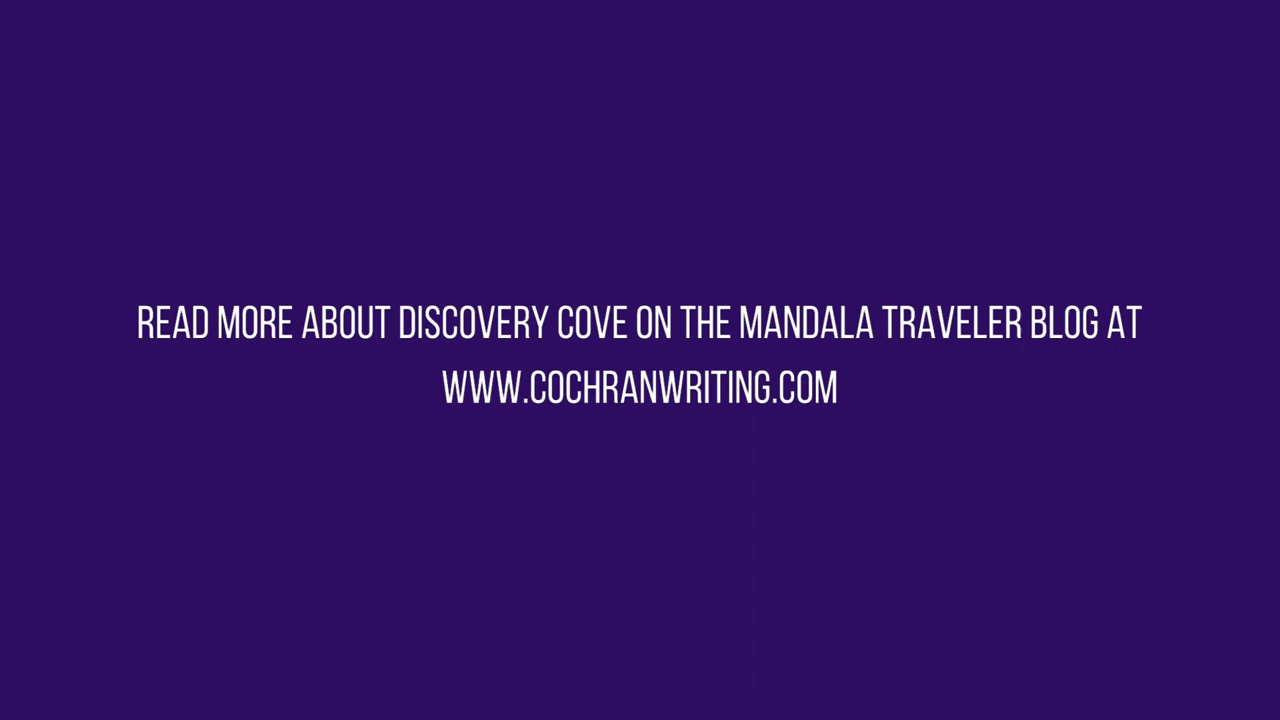 READ MORE ABOUT DISCOVERY COVE ON THE MANDALA TRAVELER BLOG AT
WWW.COCHRANWRITING.COM